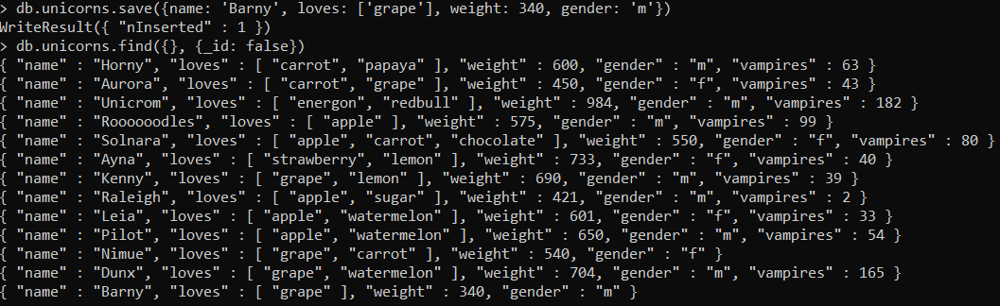 > db.unicorns.save({name: 'Barny', loves: ['grape'], weight: 340, gender: 'm'})
WriteResult({ "nInserted" : 1 })
> db.unicorns.find({}, {_id: false})
{ "name" : "Horny", "loves" : [ "carrot", "papaya" ], "weight" : 600, "gender" : "m", "vampires" : 63 }
{ "name" : "Aurora", "loves" : [ "carrot", "grape" ], "weight" : 450, "gender" : "f", "vampires" : 43 }
{ "name" : "Unicrom", "loves" : [ "energon", "redbull" ], "weight" : 984, "gender" : "m", "vampires" : 182 }
{ "name" : "Roooooodles", "loves" : [ "apple" ], "weight" : 575, "gender" : "m", "vampires" : 99 }
{ "name" : "Solnara", "loves" : [ "apple", "carrot", "chocolate" ], "weight" : 550, "gender" : "f", "vampires" : 80 }
{ "name" : "Ayna", "loves" : [ "strawberry", "lemon" ], "weight" : 733, "gender" : "f", "vampires" : 40 }
{ "name" : "Kenny", "loves" : [ "grape", "lemon" ], "weight" : 690, "gender" : "m", "vampires" : 39 }
{ "name" : "Raleigh", "loves" : [ "apple", "sugar" ], "weight" : 421, "gender" : "m", "vampires" : 2 }
{ "name" : "Leia", "loves" : [ "apple", "watermelon" ], "weight" : 601, "gender" : "f", "vampires" : 33 }
{ "name" : "Pilot", "loves" : [ "apple", "watermelon" ], "weight" : 650, "gender" : "m", "vampires" : 54 }
{ "name" : "Nimue", "loves" : [ "grape", "carrot" ], "weight" : 540, "gender" : "f" }
{ "name" : "Dunx", "loves" : [ "grape", "watermelon" ], "weight" : 704, "gender" : "m", "vampires" : 165 }
{ "name" : "Barny", "loves" : [ "grape" ], "weight" : 340, "gender" : "m" }